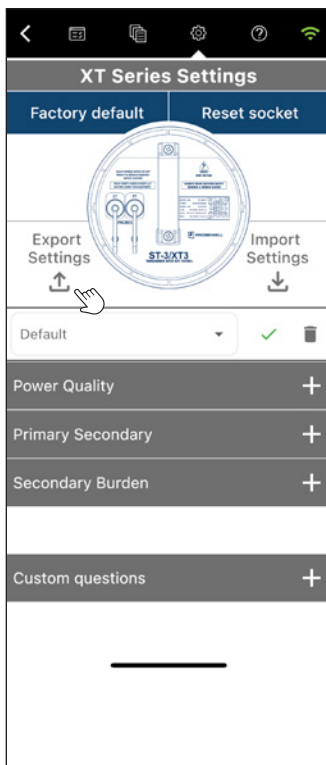 XT Series Settings
Factory default
Reset socket
Export
Settings
Import
Settings
ST-3/XT3
Default
Power Quality
Primary Secondary
Secondary Burden
Custom questions